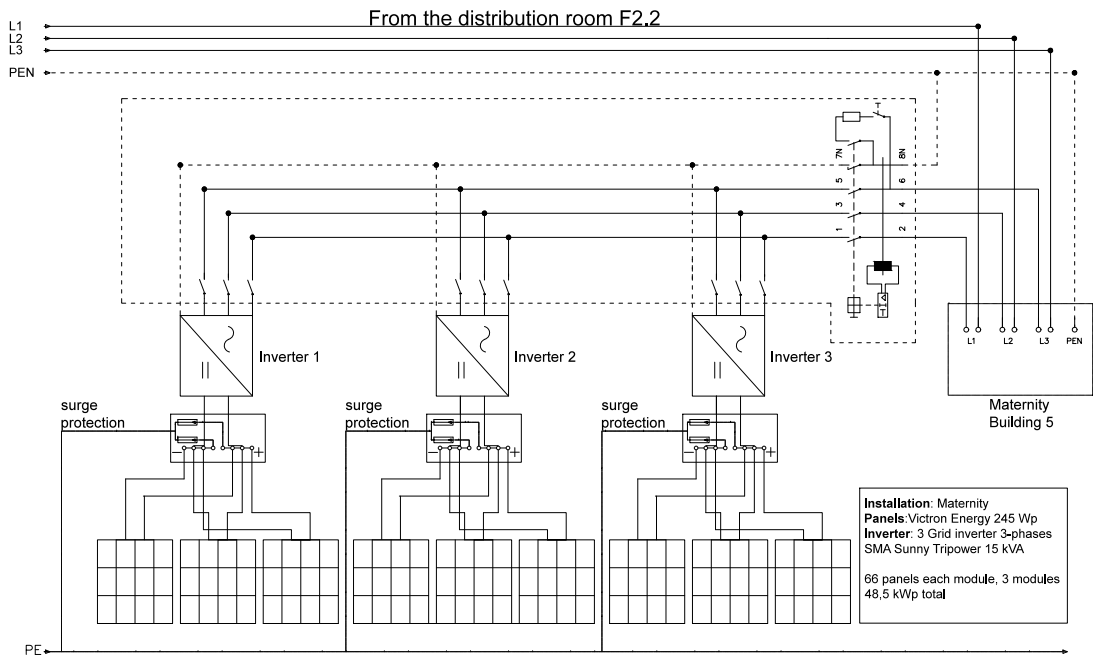 From the distribution room F2.2
L1
L2
L3
PEN
7N
8N
5
6
3
4
1
2
Inverter 1
Inverter 2
Inverter 3
L1
L2
L3
PEN
Maternity
Building 5
surge
protection
surge
protection
surge
protection
- +
- +
- +
Installation: Maternity
Panels:Victron Energy 245 Wp
Inverter: 3 Grid inverter 3-phases
SMA Sunny Tripower 15 kVA
66 panels each module, 3 modules
48,5 kWp total
PE